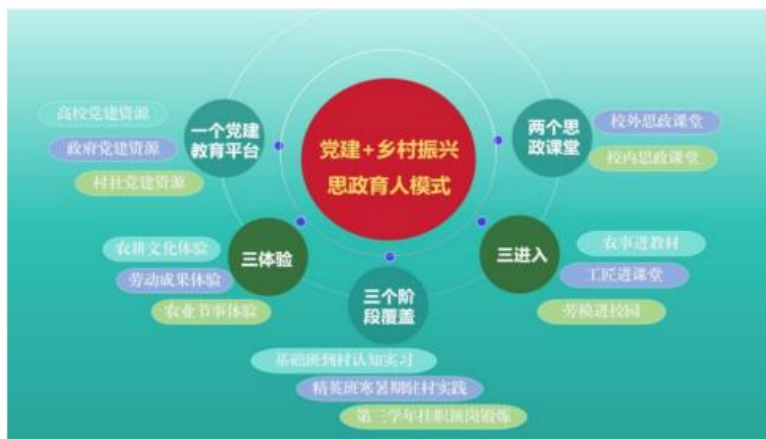 党建+乡村振兴
思政育人模式
一个党建
教育平台
高校党建资源
政府党建资源
村社党建资源
两个思
政课堂
校外思政课堂
校内思政课堂
三体验
农耕文化体验
劳动成果体验
农业节事体验
三进入
农事进教材
工匠进课堂
劳模进校园
三个阶
段覆盖
基础班到村认知实习
精英班寒暑期驻村实践
第三学年挂职顶岗锻炼